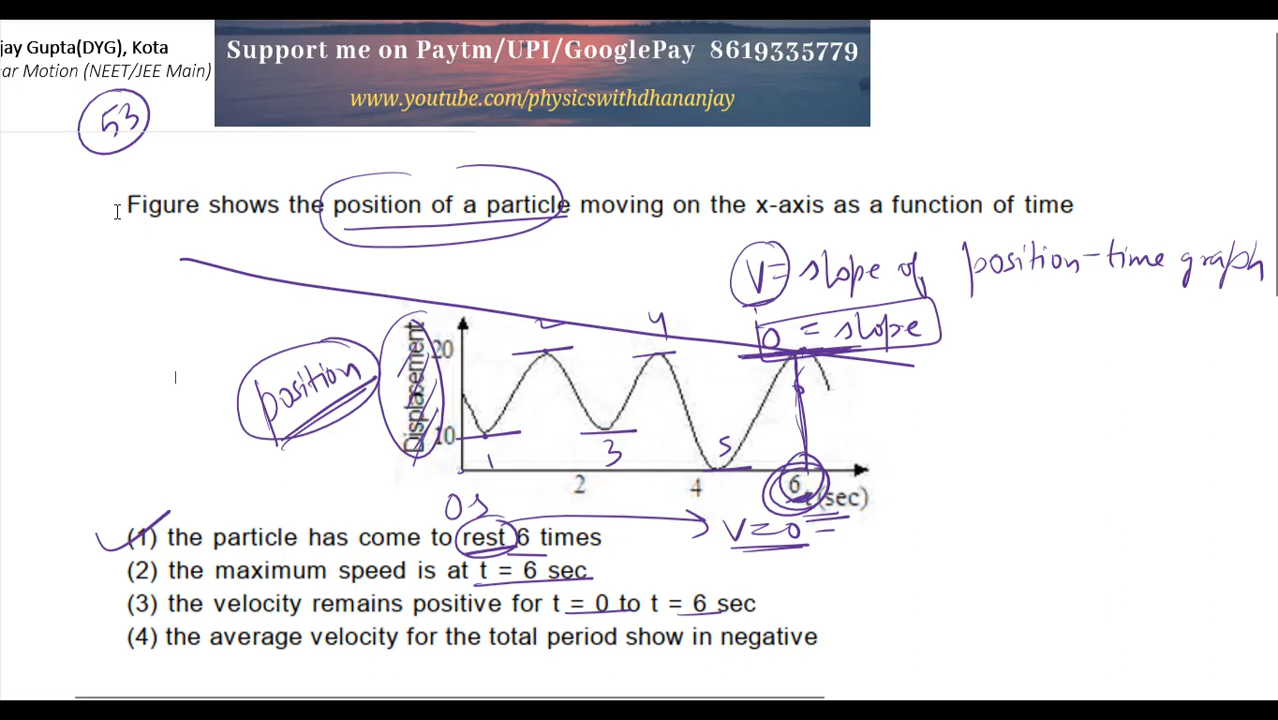 jay Gupta(DYG), Kota
ar Motion (NEET/JEE Main)
Support me on Paytm/UPI/GooglePay 8619335779
www.youtube.com/physicswithdhananjay
53
Figure shows the position of a particle moving on the x-axis as a function of time
V = slope of position-time graph
0 = slope
position
Displacement
20
10
2
4
1
3
5
6
2
4
6
t(sec)
0s
V=0
(1) the particle has come to rest 6 times
(2) the maximum speed is at t = 6 sec
(3) the velocity remains positive for t = 0 to t = 6 sec
(4) the average velocity for the total period show in negative